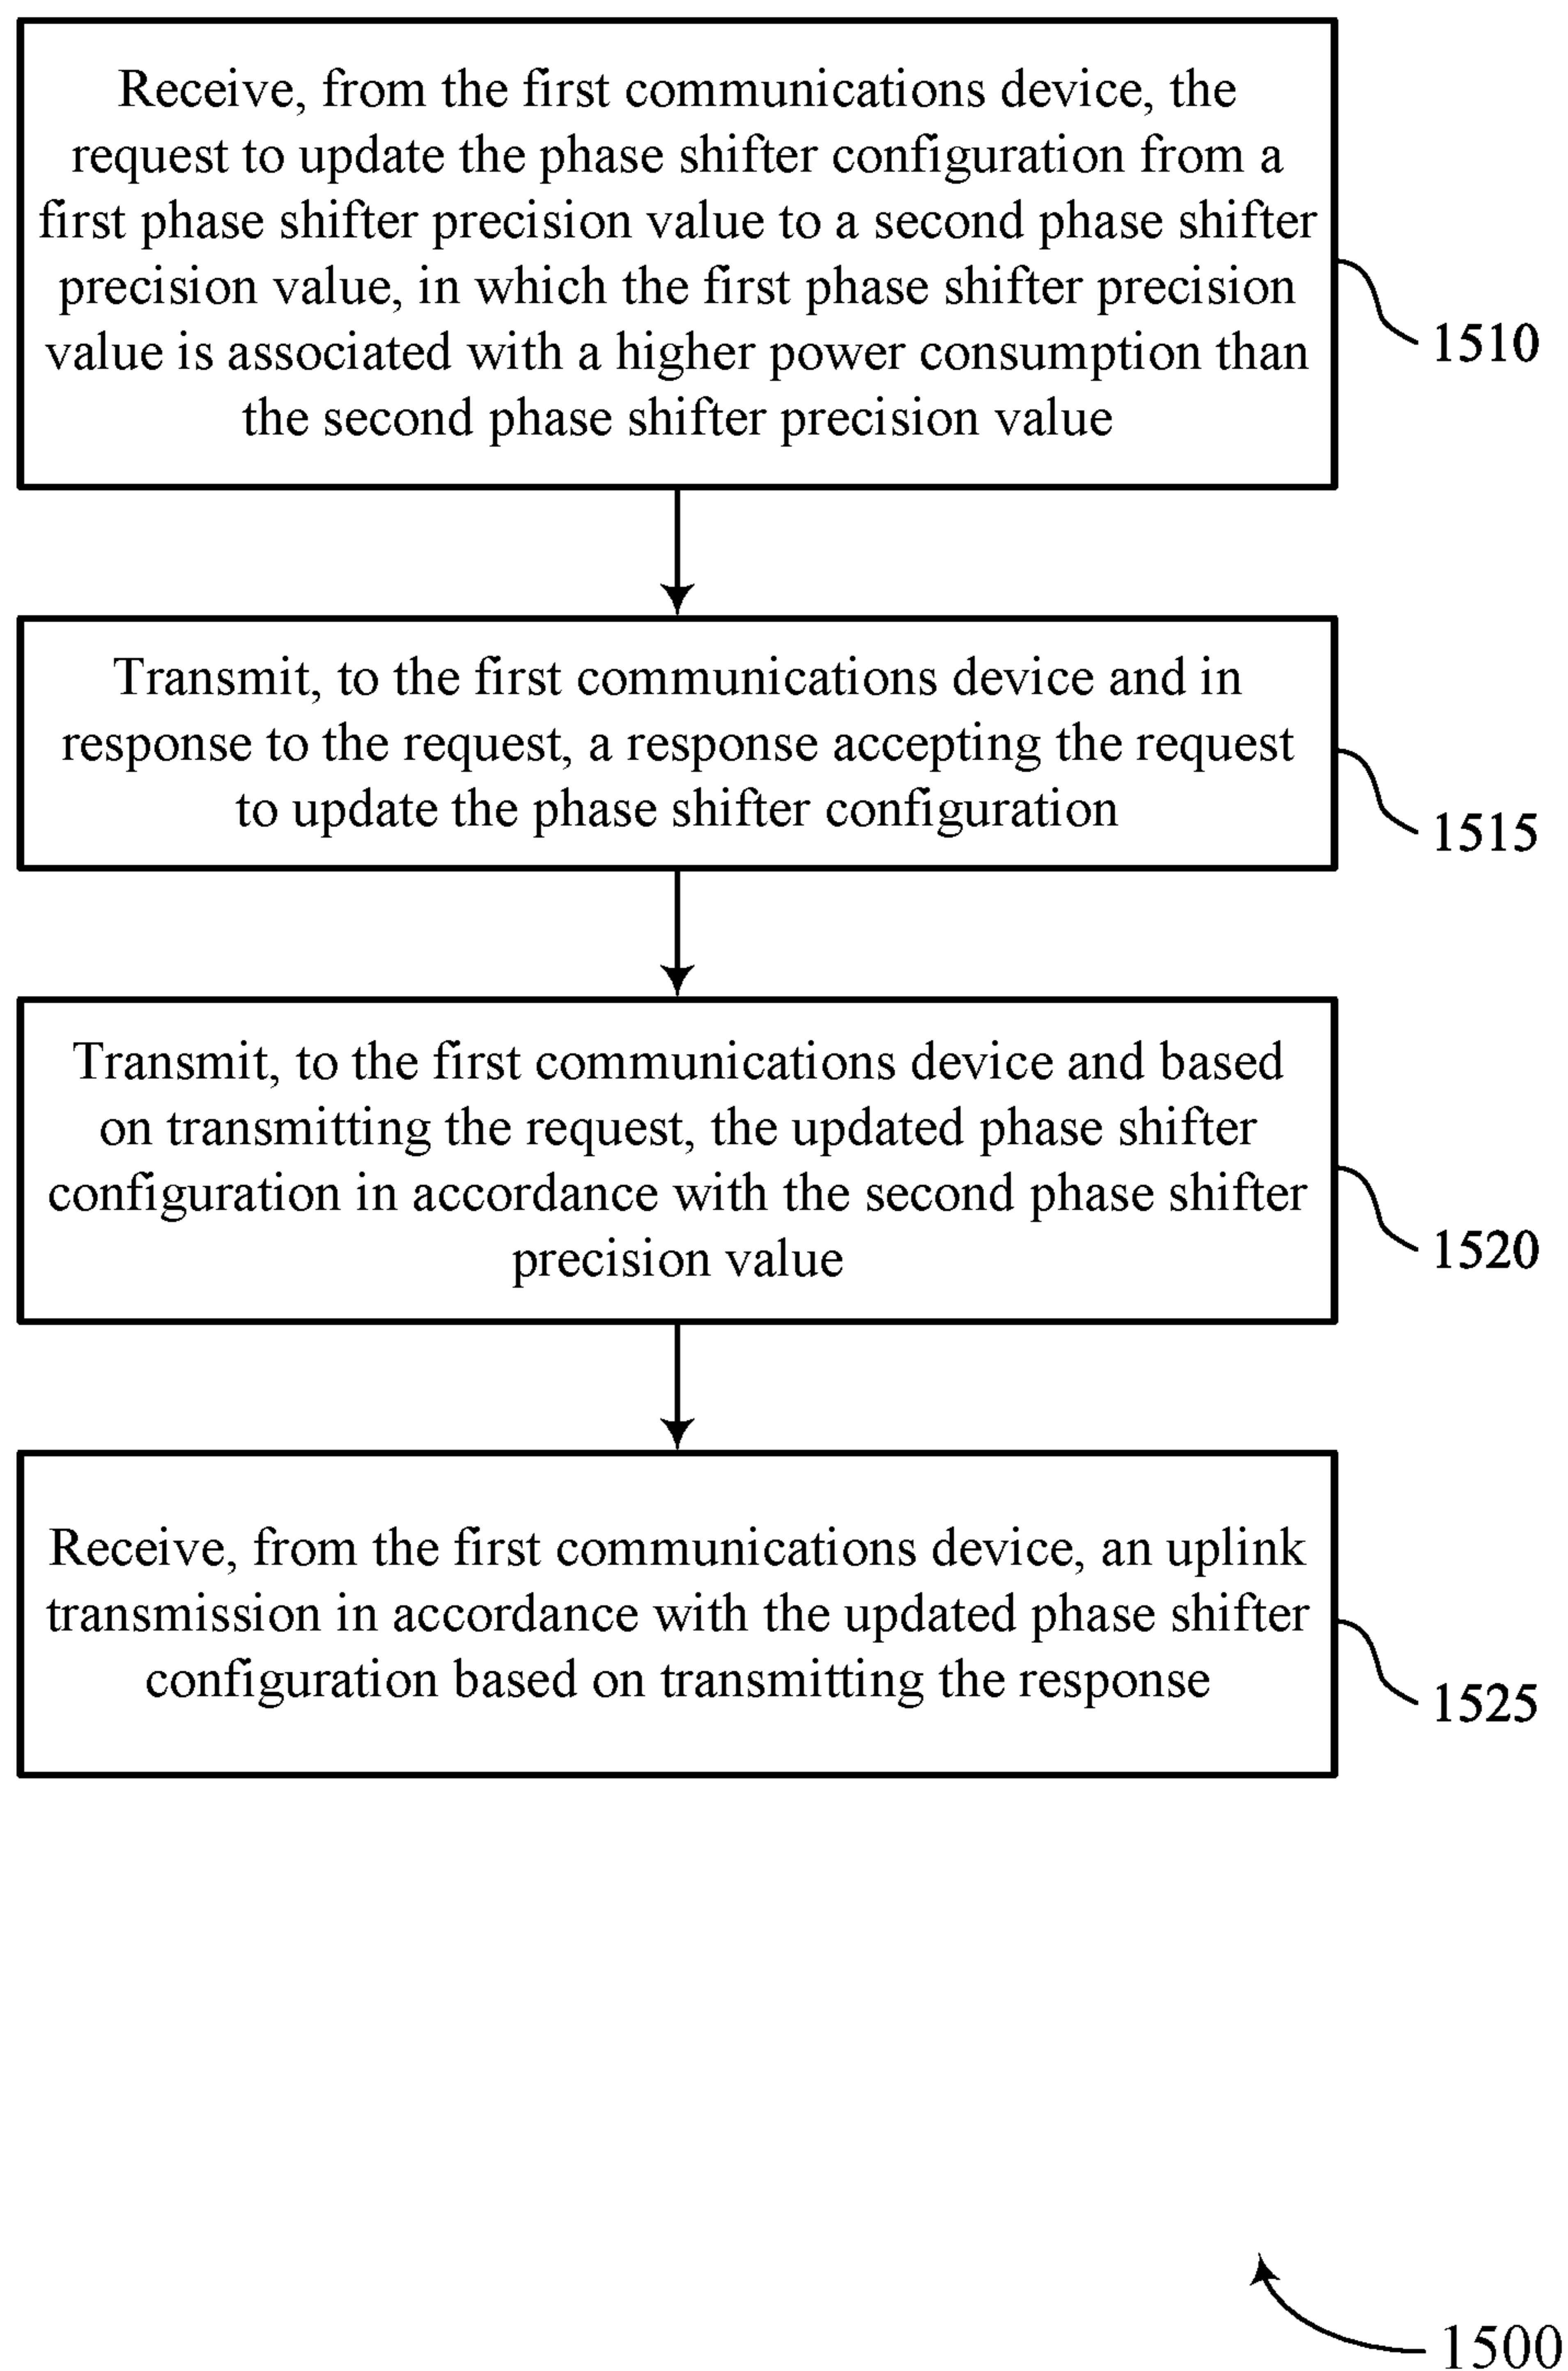 Receive, from the first communications device, the
request to update the phase shifter configuration from a
first phase shifter precision value to a second phase shifter
precision value, in which the first phase shifter precision
value is associated with a higher power consumption than
the second phase shifter precision value
1510
Transmit, to the first communications device and in
response to the request, a response accepting the request
to update the phase shifter configuration
1515
Transmit, to the first communications device and based
on transmitting the request, the updated phase shifter
configuration in accordance with the second phase shifter
precision value
1520
Receive, from the first communications device, an uplink
transmission in accordance with the updated phase shifter
configuration based on transmitting the response
1525
1500